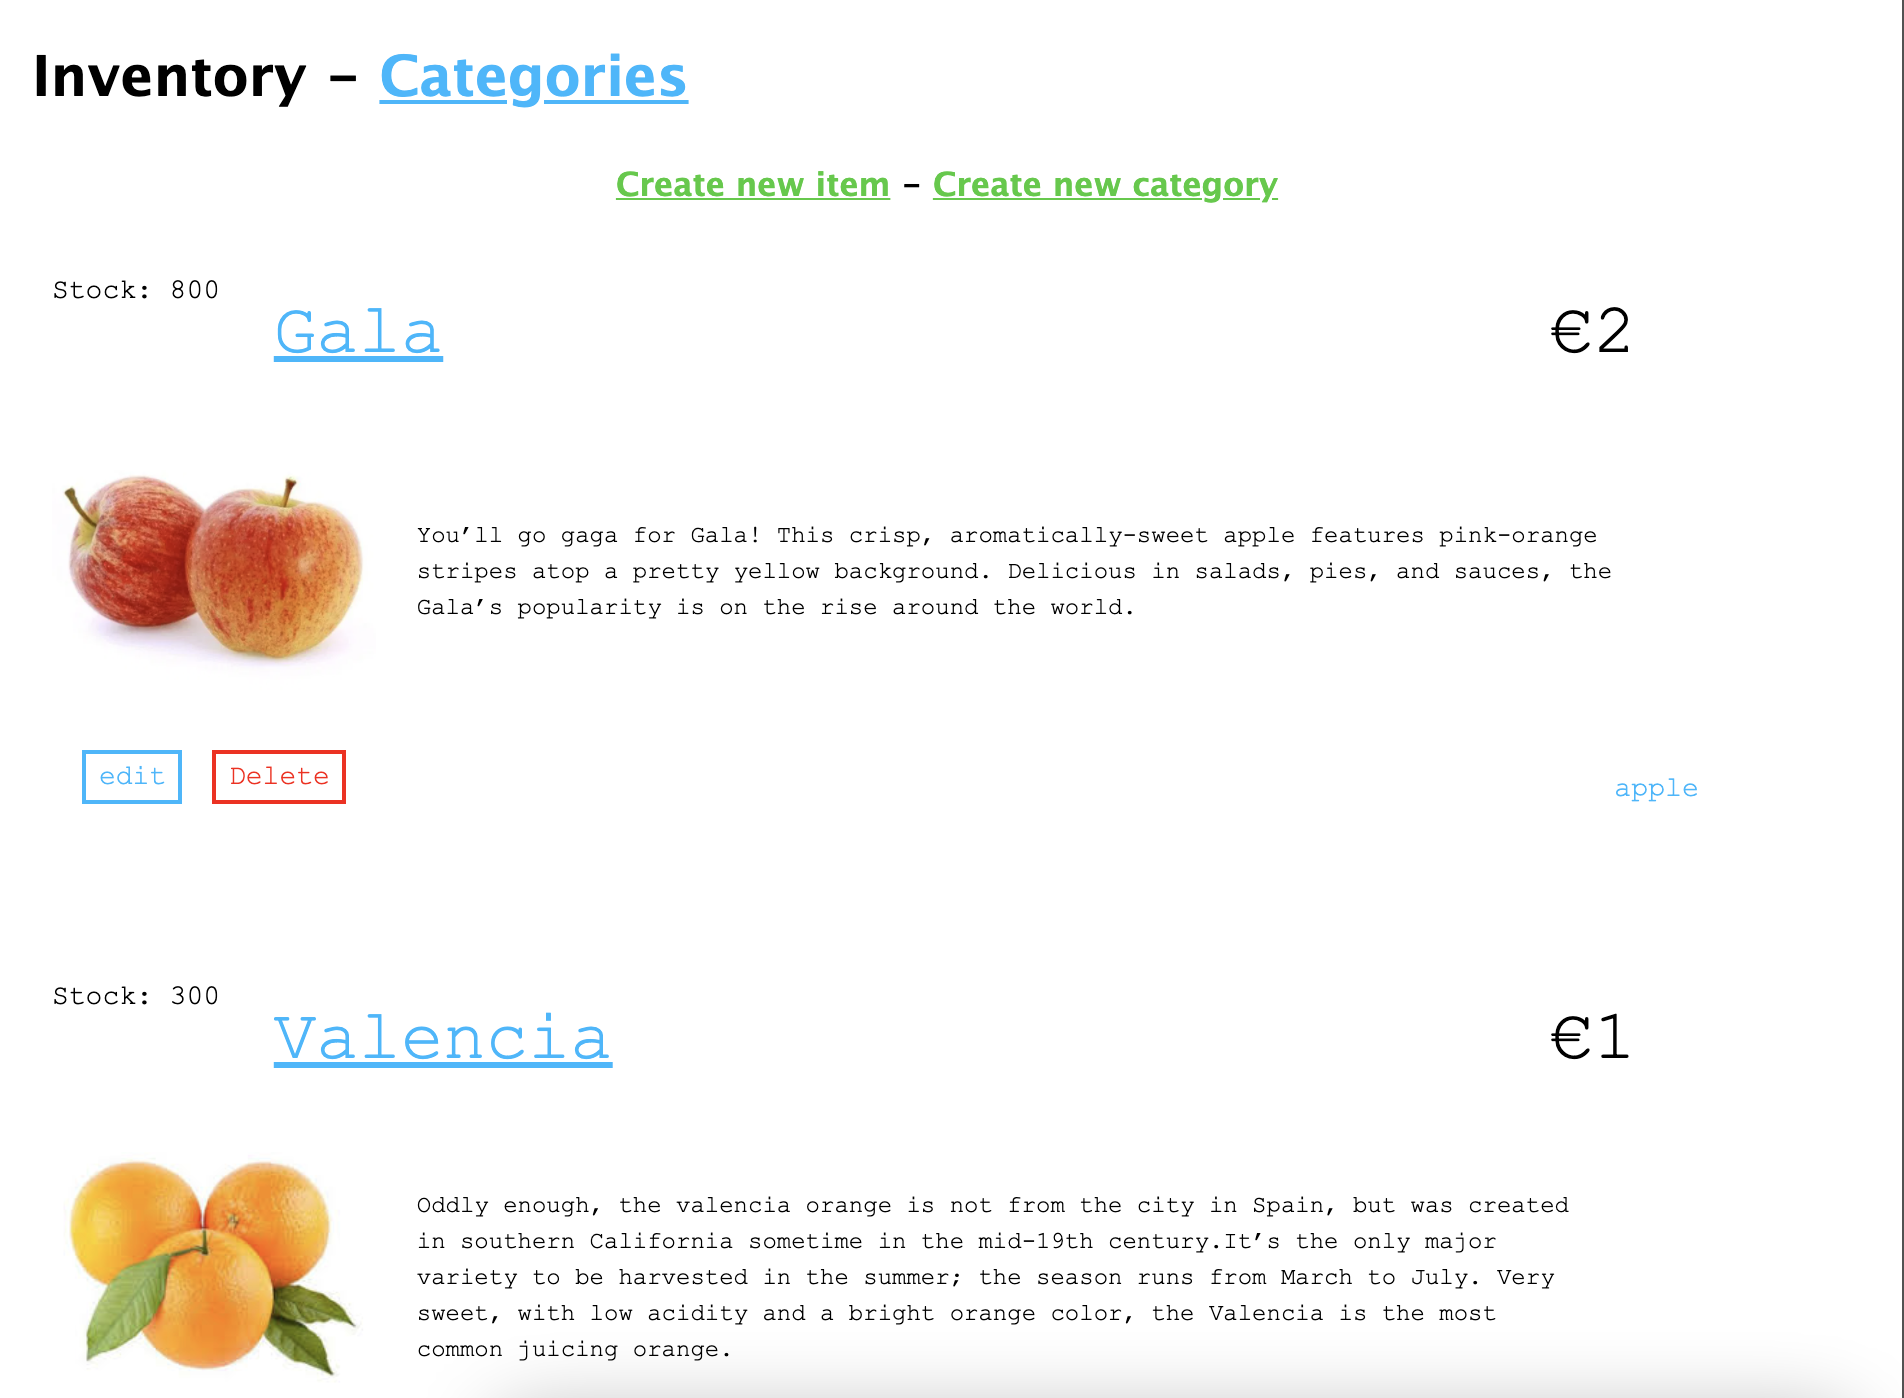 Inventory - Categories
Create new item - Create new category
Stock: 800
Gala
€2
You’ll go gaga for Gala! This crisp, aromatically-sweet apple features pink-orange
stripes atop a pretty yellow background. Delicious in salads, pies, and sauces, the
Gala’s popularity is on the rise around the world.
edit
Delete
apple
Stock: 300
Valencia
€1
Oddly enough, the valencia orange is not from the city in Spain, but was created
in southern California sometime in the mid-19th century.It’s the only major
variety to be harvested in the summer; the season runs from March to July. Very
sweet, with low acidity and a bright orange color, the Valencia is the most
common juicing orange.